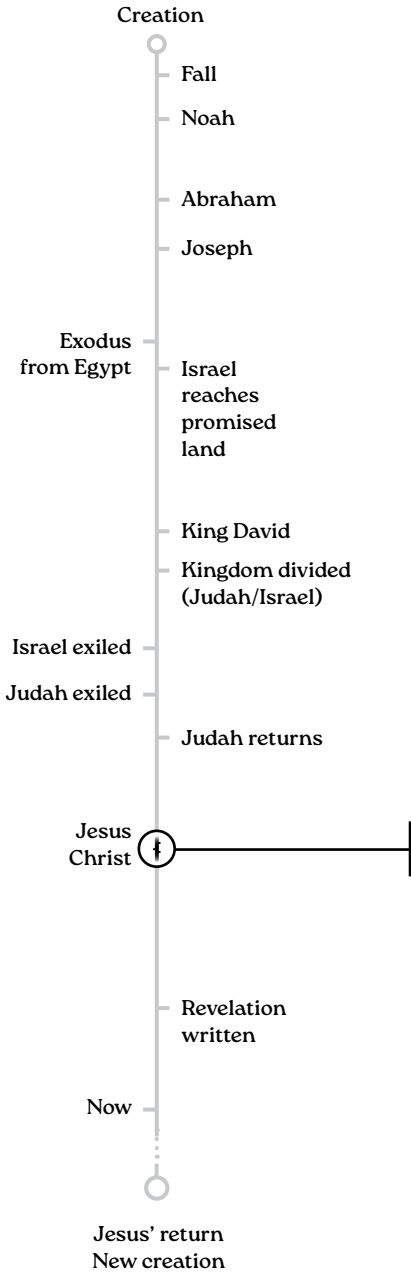 Creation
Fall
Noah
Abraham
Joseph
Exodus
from Egypt
Israel
reaches
promised
land
King David
Kingdom divided
(Judah/Israel)
Israel exiled
Judah exiled
Judah returns
Jesus
Christ
Revelation
written
Now
Jesus’ return
New creation